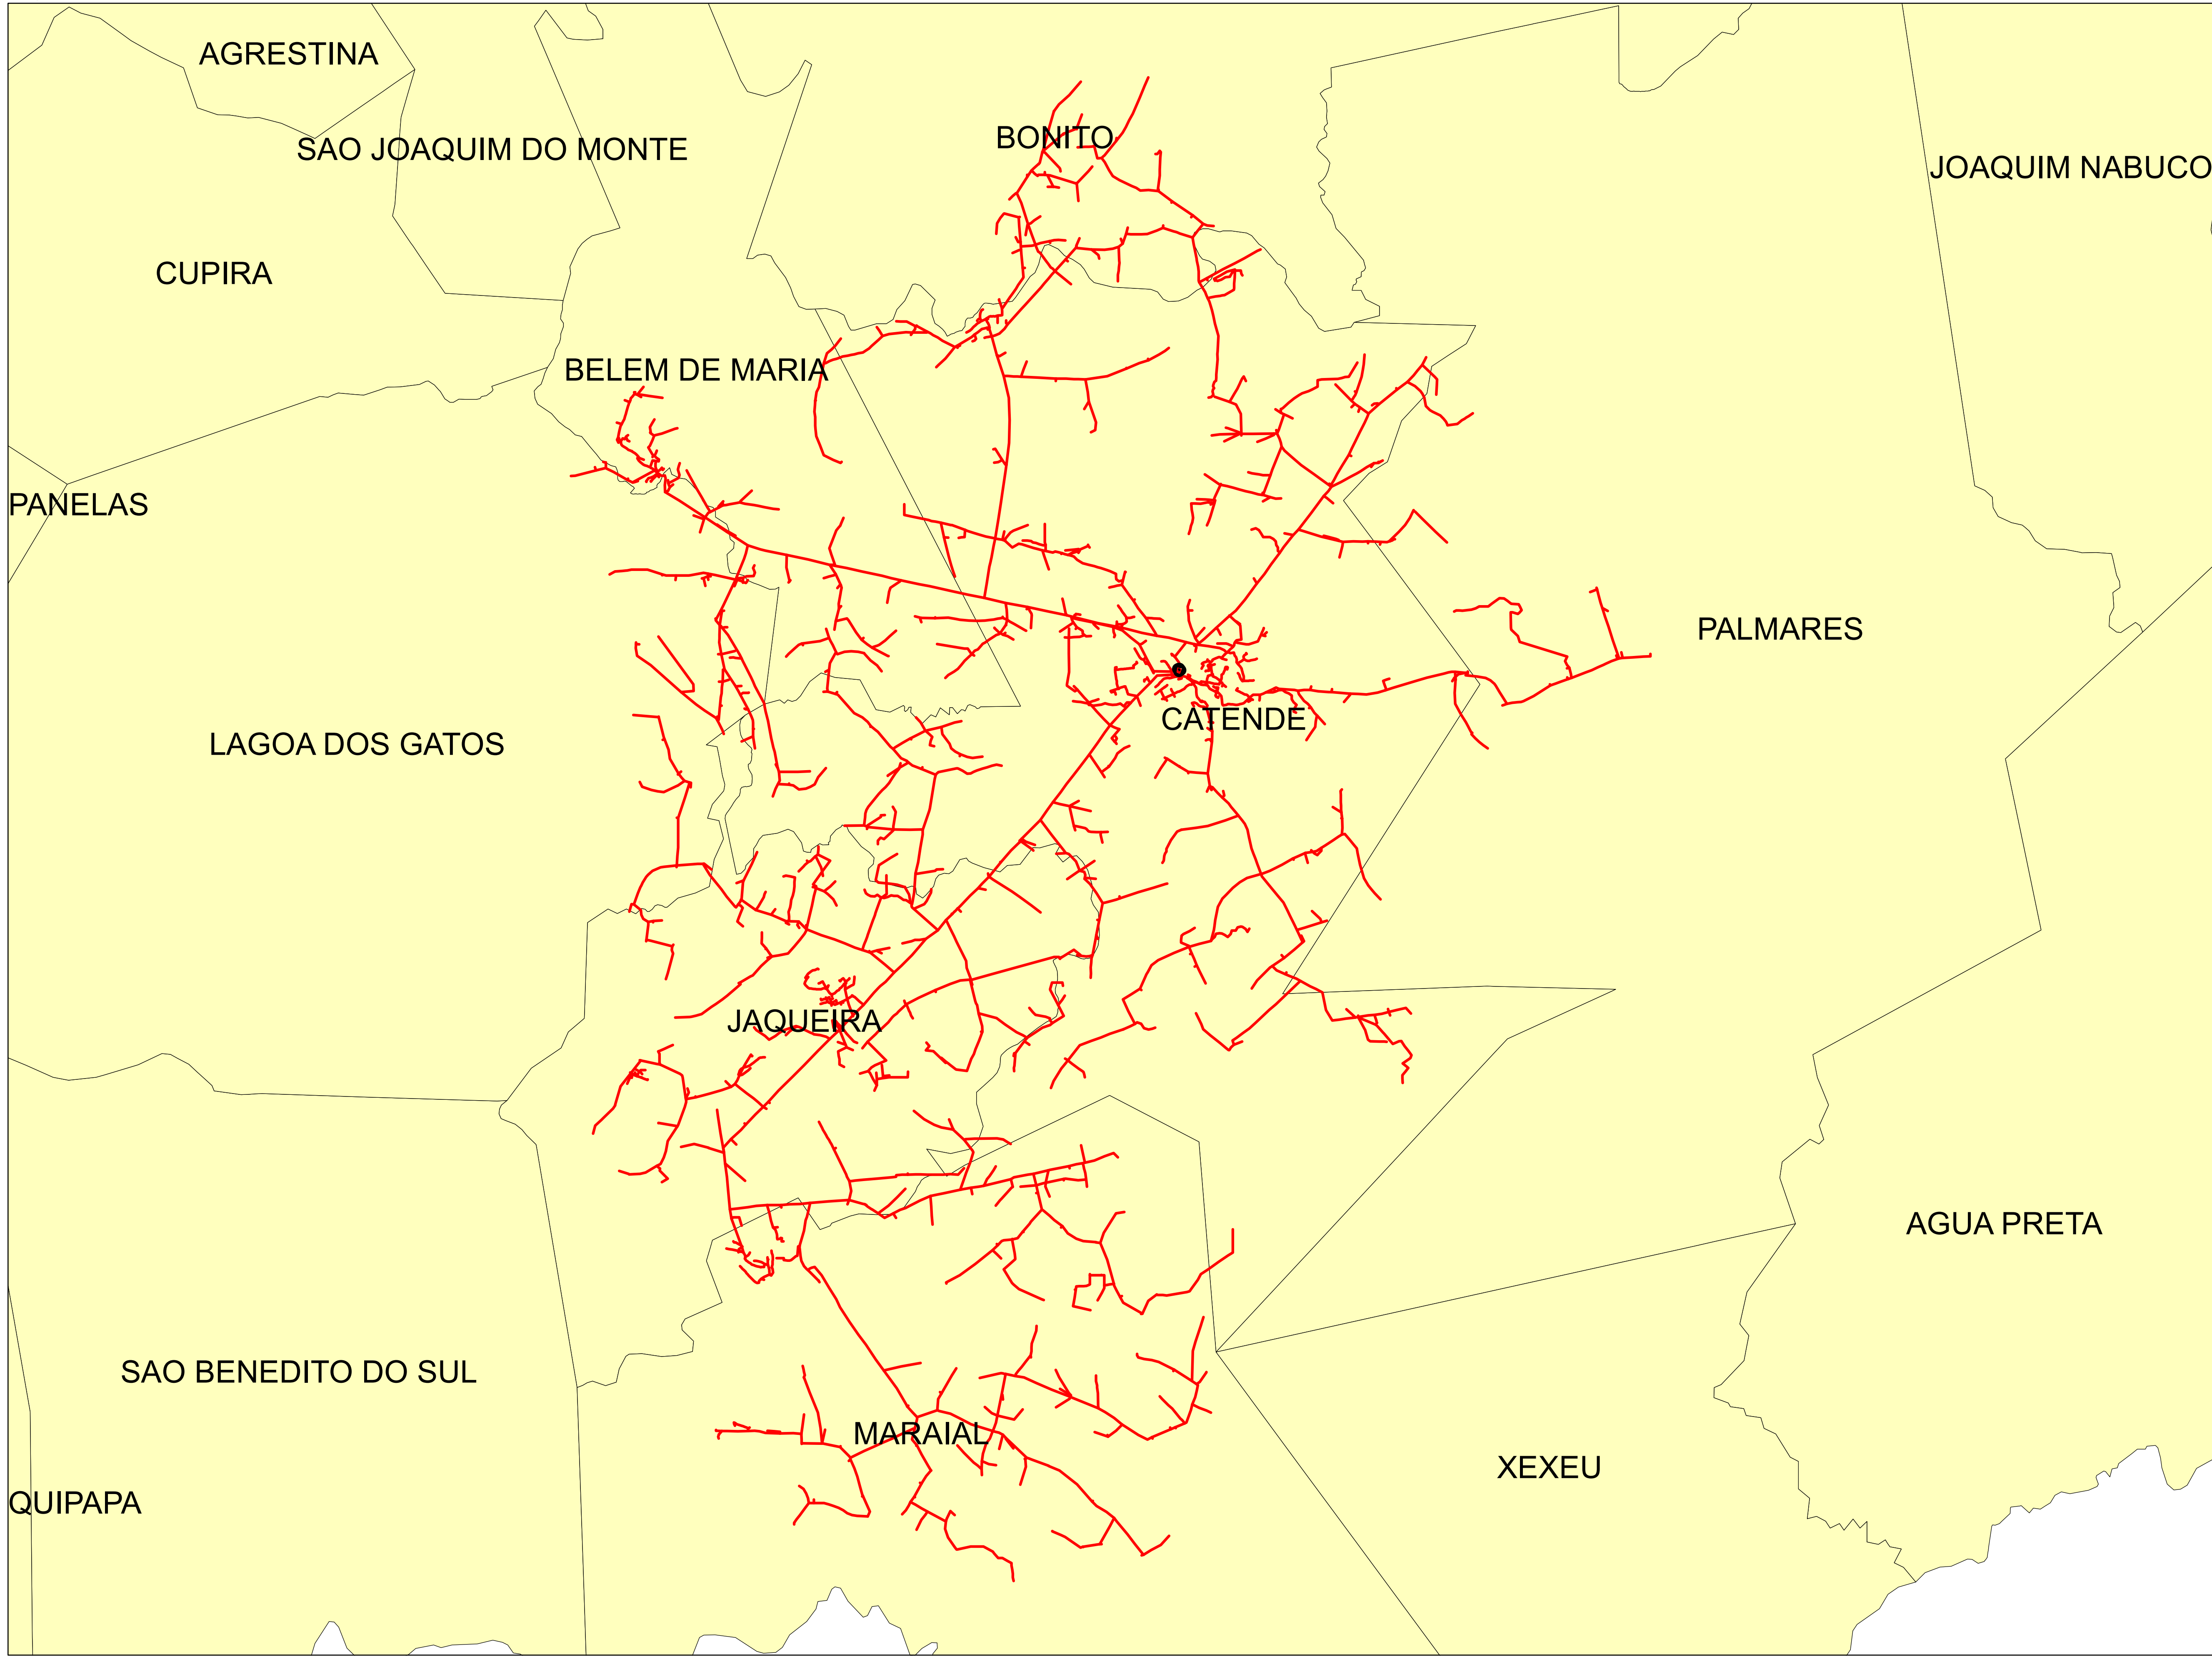 AGRESTINA
BONITO
SAO JOAQUIM DO MONTE
JOAQUIM NABUCO
CUPIRA
BELEM DE MARIA
PANELAS
PALMARES
CATENDE
LAGOA DOS GATOS
JAQUEIRA
AGUA PRETA
SAO BENEDITO DO SUL
MARAIAL
XEXEU
QUIPAPA